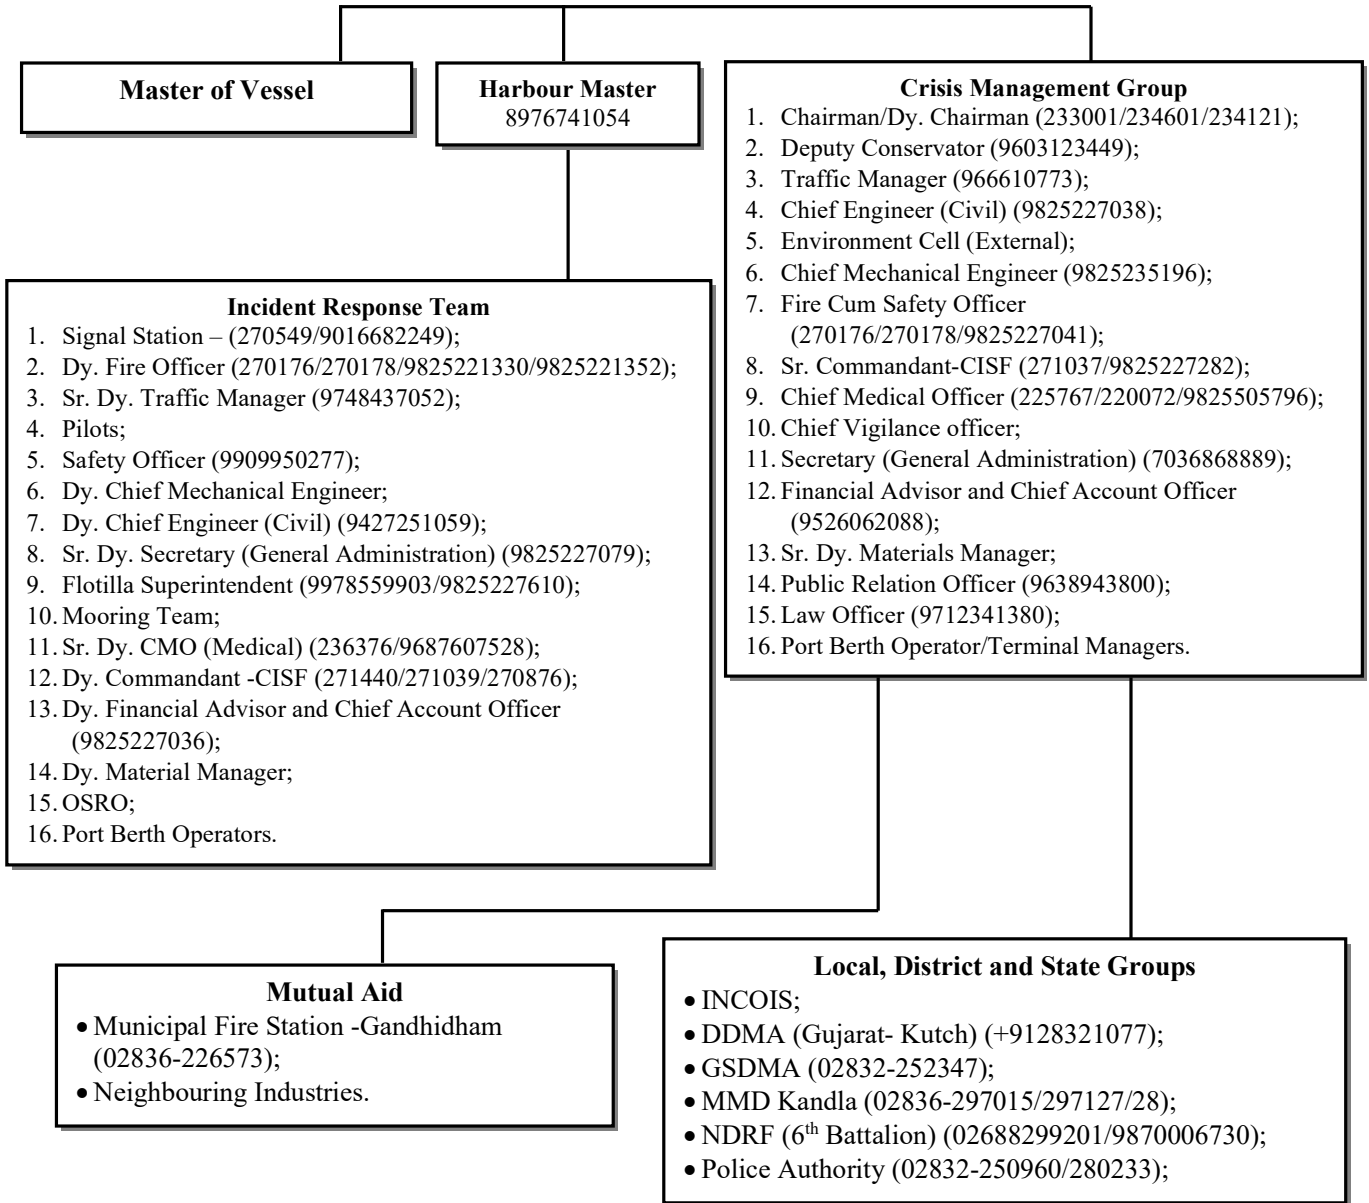 Master of Vessel
Harbour Master
8976741054
Crisis Management Group
1. Chairman/Dy. Chairman (233001/234601/234121);
2. Deputy Conservator (9603123449);
3. Traffic Manager (966610773);
4. Chief Engineer (Civil) (9825227038);
5. Environment Cell (External);
6. Chief Mechanical Engineer (9825235196);
7. Fire Cum Safety Officer
(270176/270178/9825227041);
8. Sr. Commandant-CISF (271037/9825227282);
9. Chief Medical Officer (225767/220072/9825505796);
10. Chief Vigilance officer;
11. Secretary (General Administration) (7036868889);
12. Financial Advisor and Chief Account Officer
(9526062088);
13. Sr. Dy. Materials Manager;
14. Public Relation Officer (9638943800);
15. Law Officer (9712341380);
16. Port Berth Operator/Terminal Managers.
Incident Response Team
1. Signal Station – (270549/9016682249);
2. Dy. Fire Officer (270176/270178/9825221330/9825221352);
3. Sr. Dy. Traffic Manager (9748437052);
4. Pilots;
5. Safety Officer (9909950277);
6. Dy. Chief Mechanical Engineer;
7. Dy. Chief Engineer (Civil) (9427251059);
8. Sr. Dy. Secretary (General Administration) (9825227079);
9. Flotilla Superintendent (9978559903/9825227610);
10. Mooring Team;
11. Sr. Dy. CMO (Medical) (236376/9687607528);
12. Dy. Commandant -CISF (271440/271039/270876);
13. Dy. Financial Advisor and Chief Account Officer
(9825227036);
14. Dy. Material Manager;
15. OSRO;
16. Port Berth Operators.
Mutual Aid
• Municipal Fire Station -Gandhidham
(02836-226573);
• Neighbouring Industries.
Local, District and State Groups
• INCOIS;
• DDMA (Gujarat- Kutch) (+9128321077);
• GSDMA (02832-252347);
• MMD Kandla (02836-297015/297127/28);
• NDRF (6th Battalion) (02688299201/9870006730);
• Police Authority (02832-250960/280233);